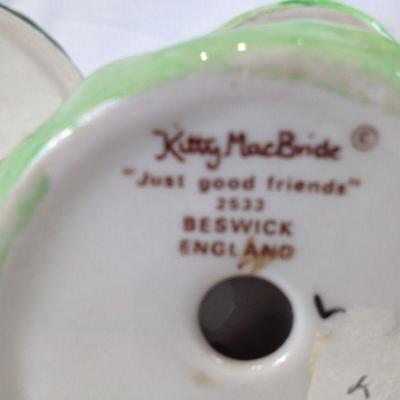 Kitty MacBride ©
"Just good friends"
2533
BESWICK
ENGLAND